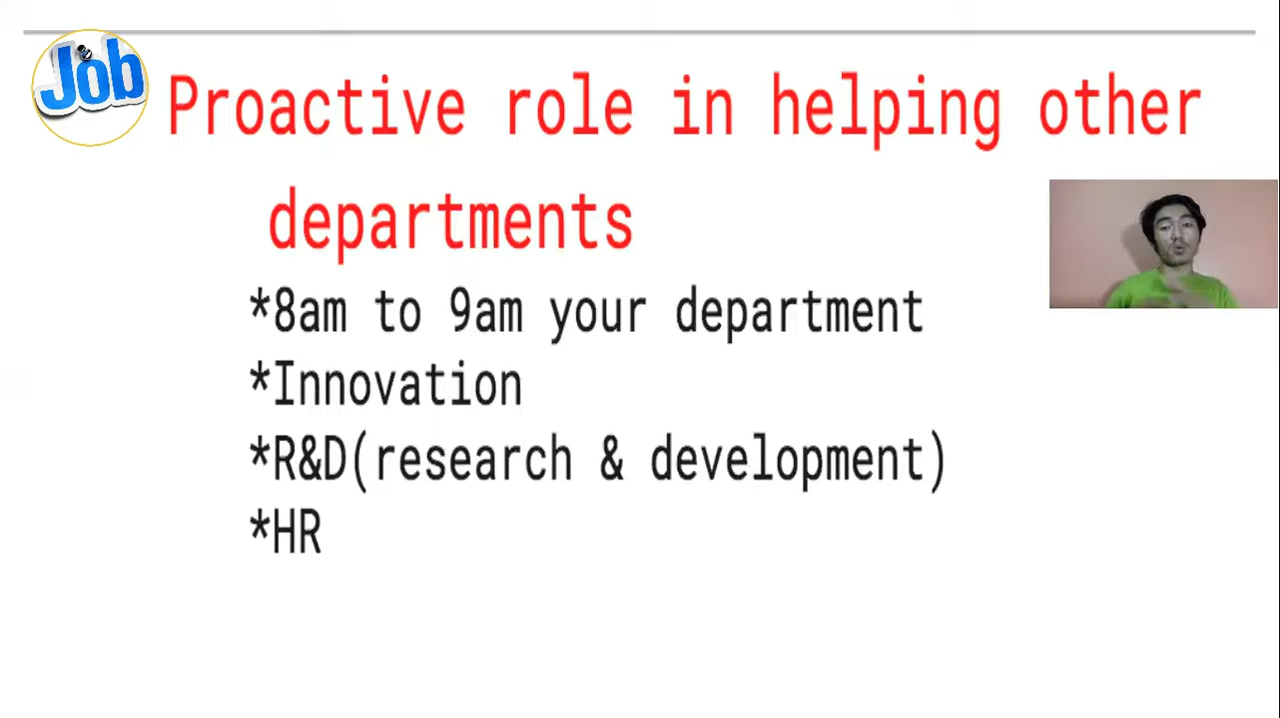 Job
Proactive role in helping other
departments
*8am to 9am your department
*Innovation
*R&D(research & development)
*HR